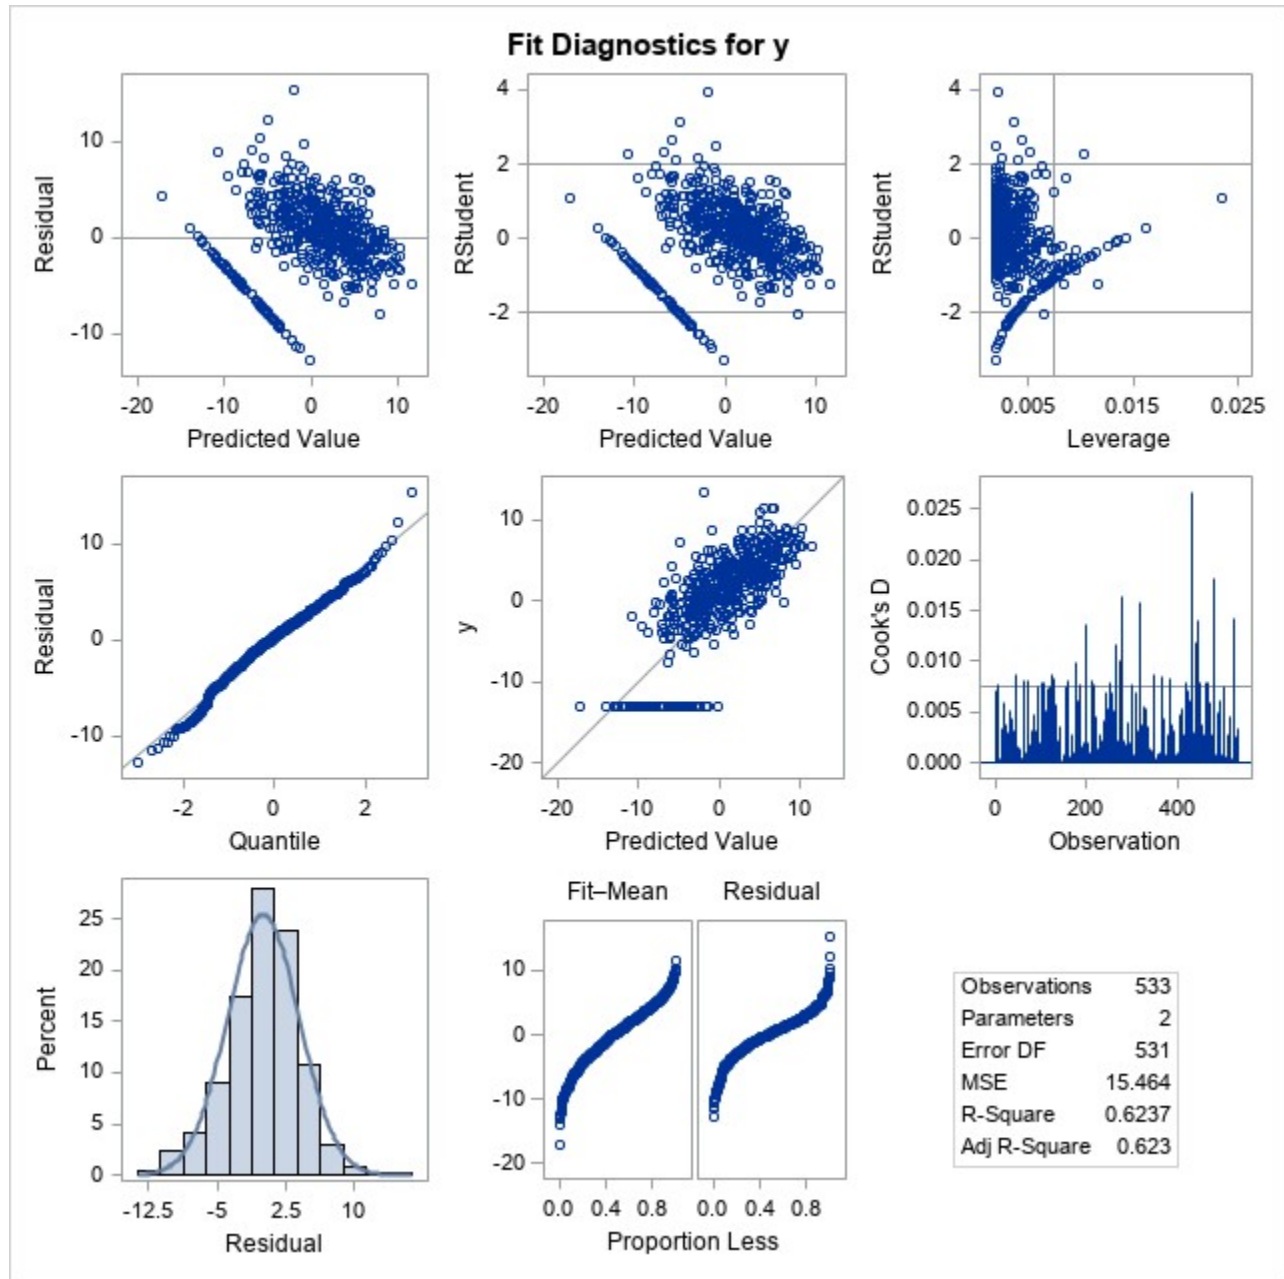 Fit Diagnostics for y
10
0
-10
Residual
-20 -10 0 10
Predicted Value
4
2
0
-2
RStudent
-20 -10 0 10
Predicted Value
4
2
0
-2
RStudent
0.005 0.015 0.025
Leverage
10
0
-10
Residual
-2 0 2
Quantile
10
0
-10
-20
y
-20 -10 0 10
Predicted Value
0.025
0.020
0.015
0.010
0.005
0.000
Cook's D
0 200 400
Observation
25
20
15
10
5
0
Percent
-12.5 -5 2.5 10
Residual
Fit–Mean Residual
10
0
-10
-20
0.0 0.4 0.8 0.0 0.4 0.8
Proportion Less
Observations 533
Parameters 2
Error DF 531
MSE 15.464
R-Square 0.6237
Adj R-Square 0.623